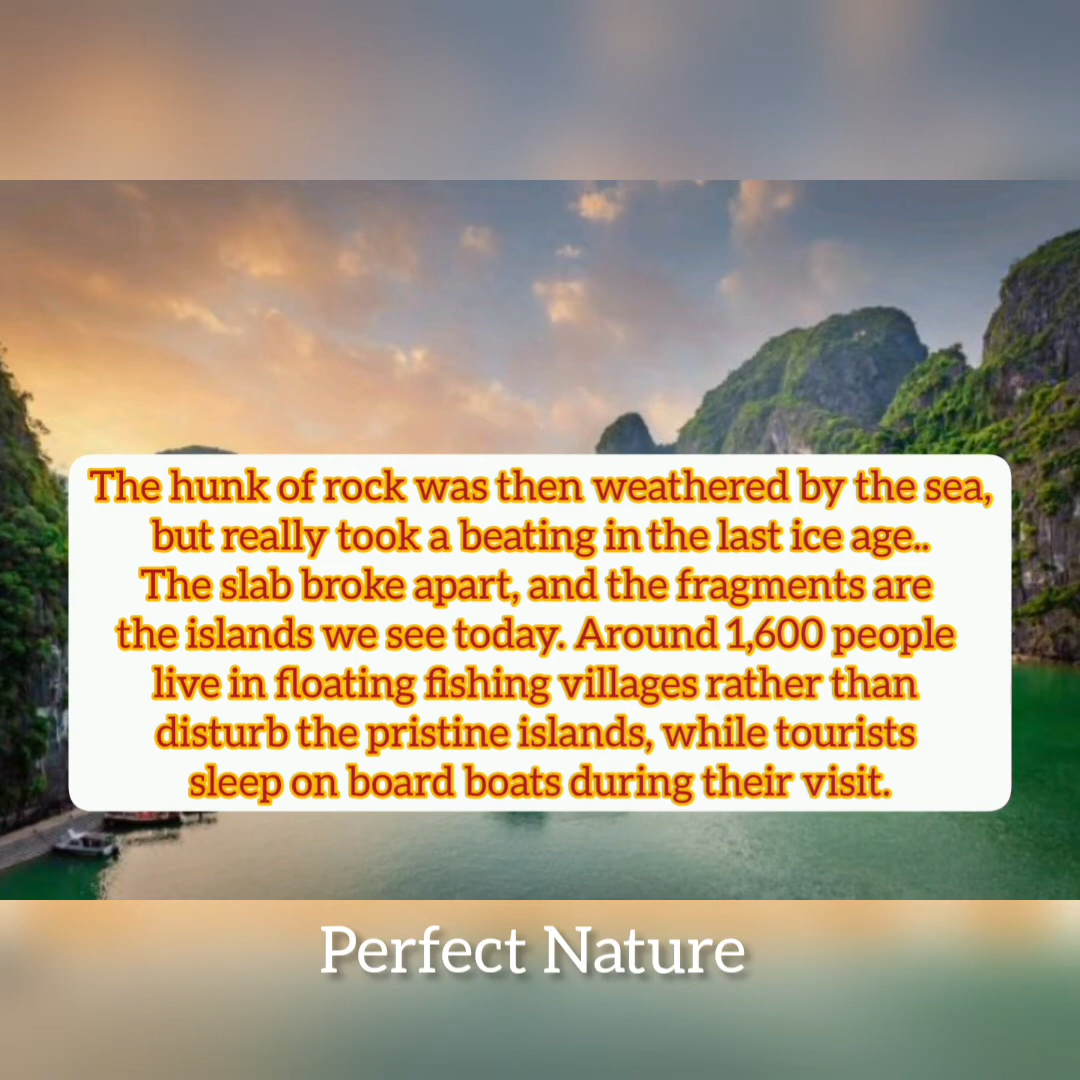 The hunk of rock was then weathered by the sea,
but really took a beating in the last ice age..
The slab broke apart, and the fragments are
the islands we see today. Around 1,600 people
live in floating fishing villages rather than
disturb the pristine islands, while tourists
sleep on board boats during their visit.
Perfect Nature